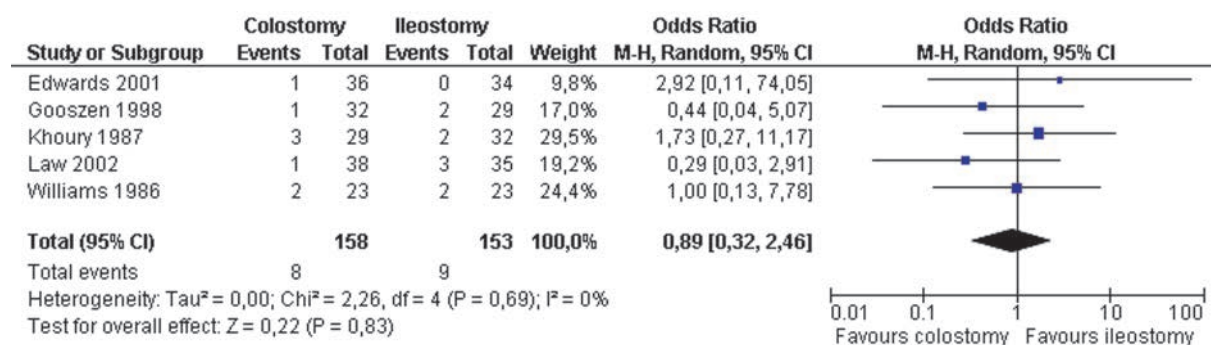 Colostomy Ileostomy Odds Ratio Odds Ratio
Study or Subgroup Events Total Events Total Weight M-H, Random, 95% CI M-H, Random, 95% CI
Edwards 2001 1 36 0 34 9,8% 2,92 [0,11, 74,05]
Gooszen 1998 1 32 2 29 17,0% 0,44 [0,04, 5,07]
Khoury 1987 3 29 2 32 29,5% 1,73 [0,27, 11,17]
Law 2002 1 38 3 35 19,2% 0,29 [0,03, 2,91]
Williams 1986 2 23 2 23 24,4% 1,00 [0,13, 7,78]
Total (95% CI) 158 153 100,0% 0,89 [0,32, 2,46]
Total events 8 9
Heterogeneity: Tau² = 0,00; Chi² = 2,26, df = 4 (P = 0,69); I² = 0%
Test for overall effect: Z = 0,22 (P = 0,83)
0.01 0.1 1 10 100
Favours colostomy Favours ileostomy